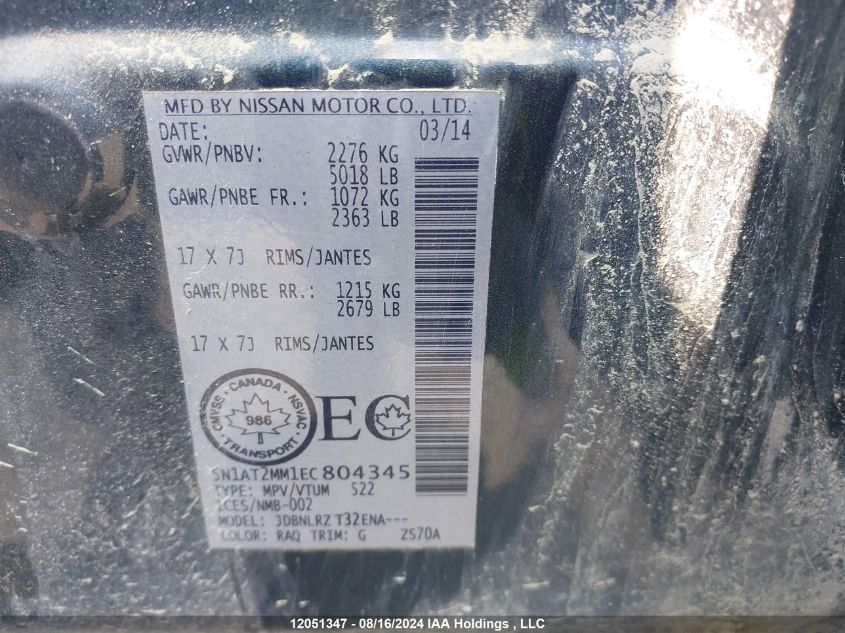 MFD BY NISSAN MOTOR CO., LTD.
DATE: 03/14
GVWR/PNBV: 2276 KG
5018 LB
GAWR/PNBE FR.: 1072 KG
2363 LB
17 X 7J RIMS/JANTES
GAWR/PNBE RR.: 1215 KG
2679 LB
17 X 7J RIMS/JANTES
CANADA
CMVSS NSVAC
986
TRANSPORT
EC
5N1AT2MM1EC804345
TYPE: MPV/VTUM 522
ICES/NMB-002
MODEL: JDBNLRZ T32ENA---
COLOR: RAQ TRIM: G ZS70A
12051347 - 08/16/2024 IAA Holdings , LLC